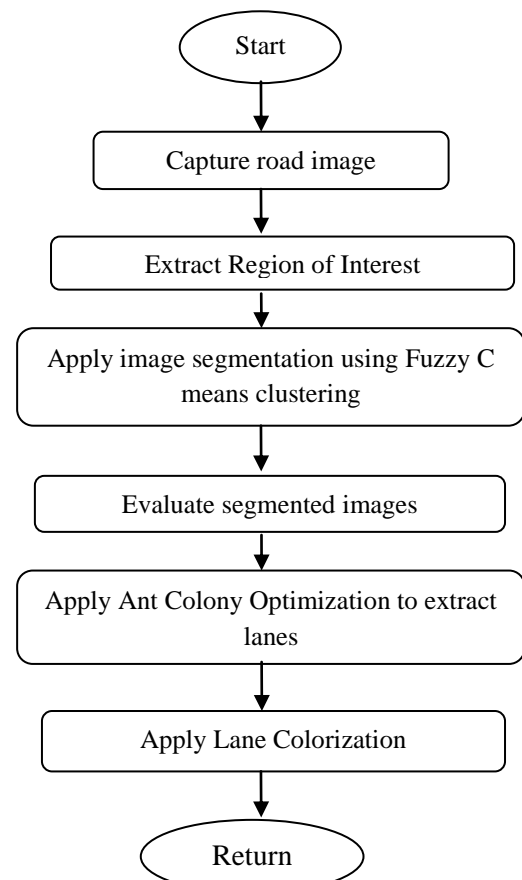 Start
Capture road image
Extract Region of Interest
Apply image segmentation using Fuzzy C
means clustering
Evaluate segmented images
Apply Ant Colony Optimization to extract
lanes
Apply Lane Colorization
Return